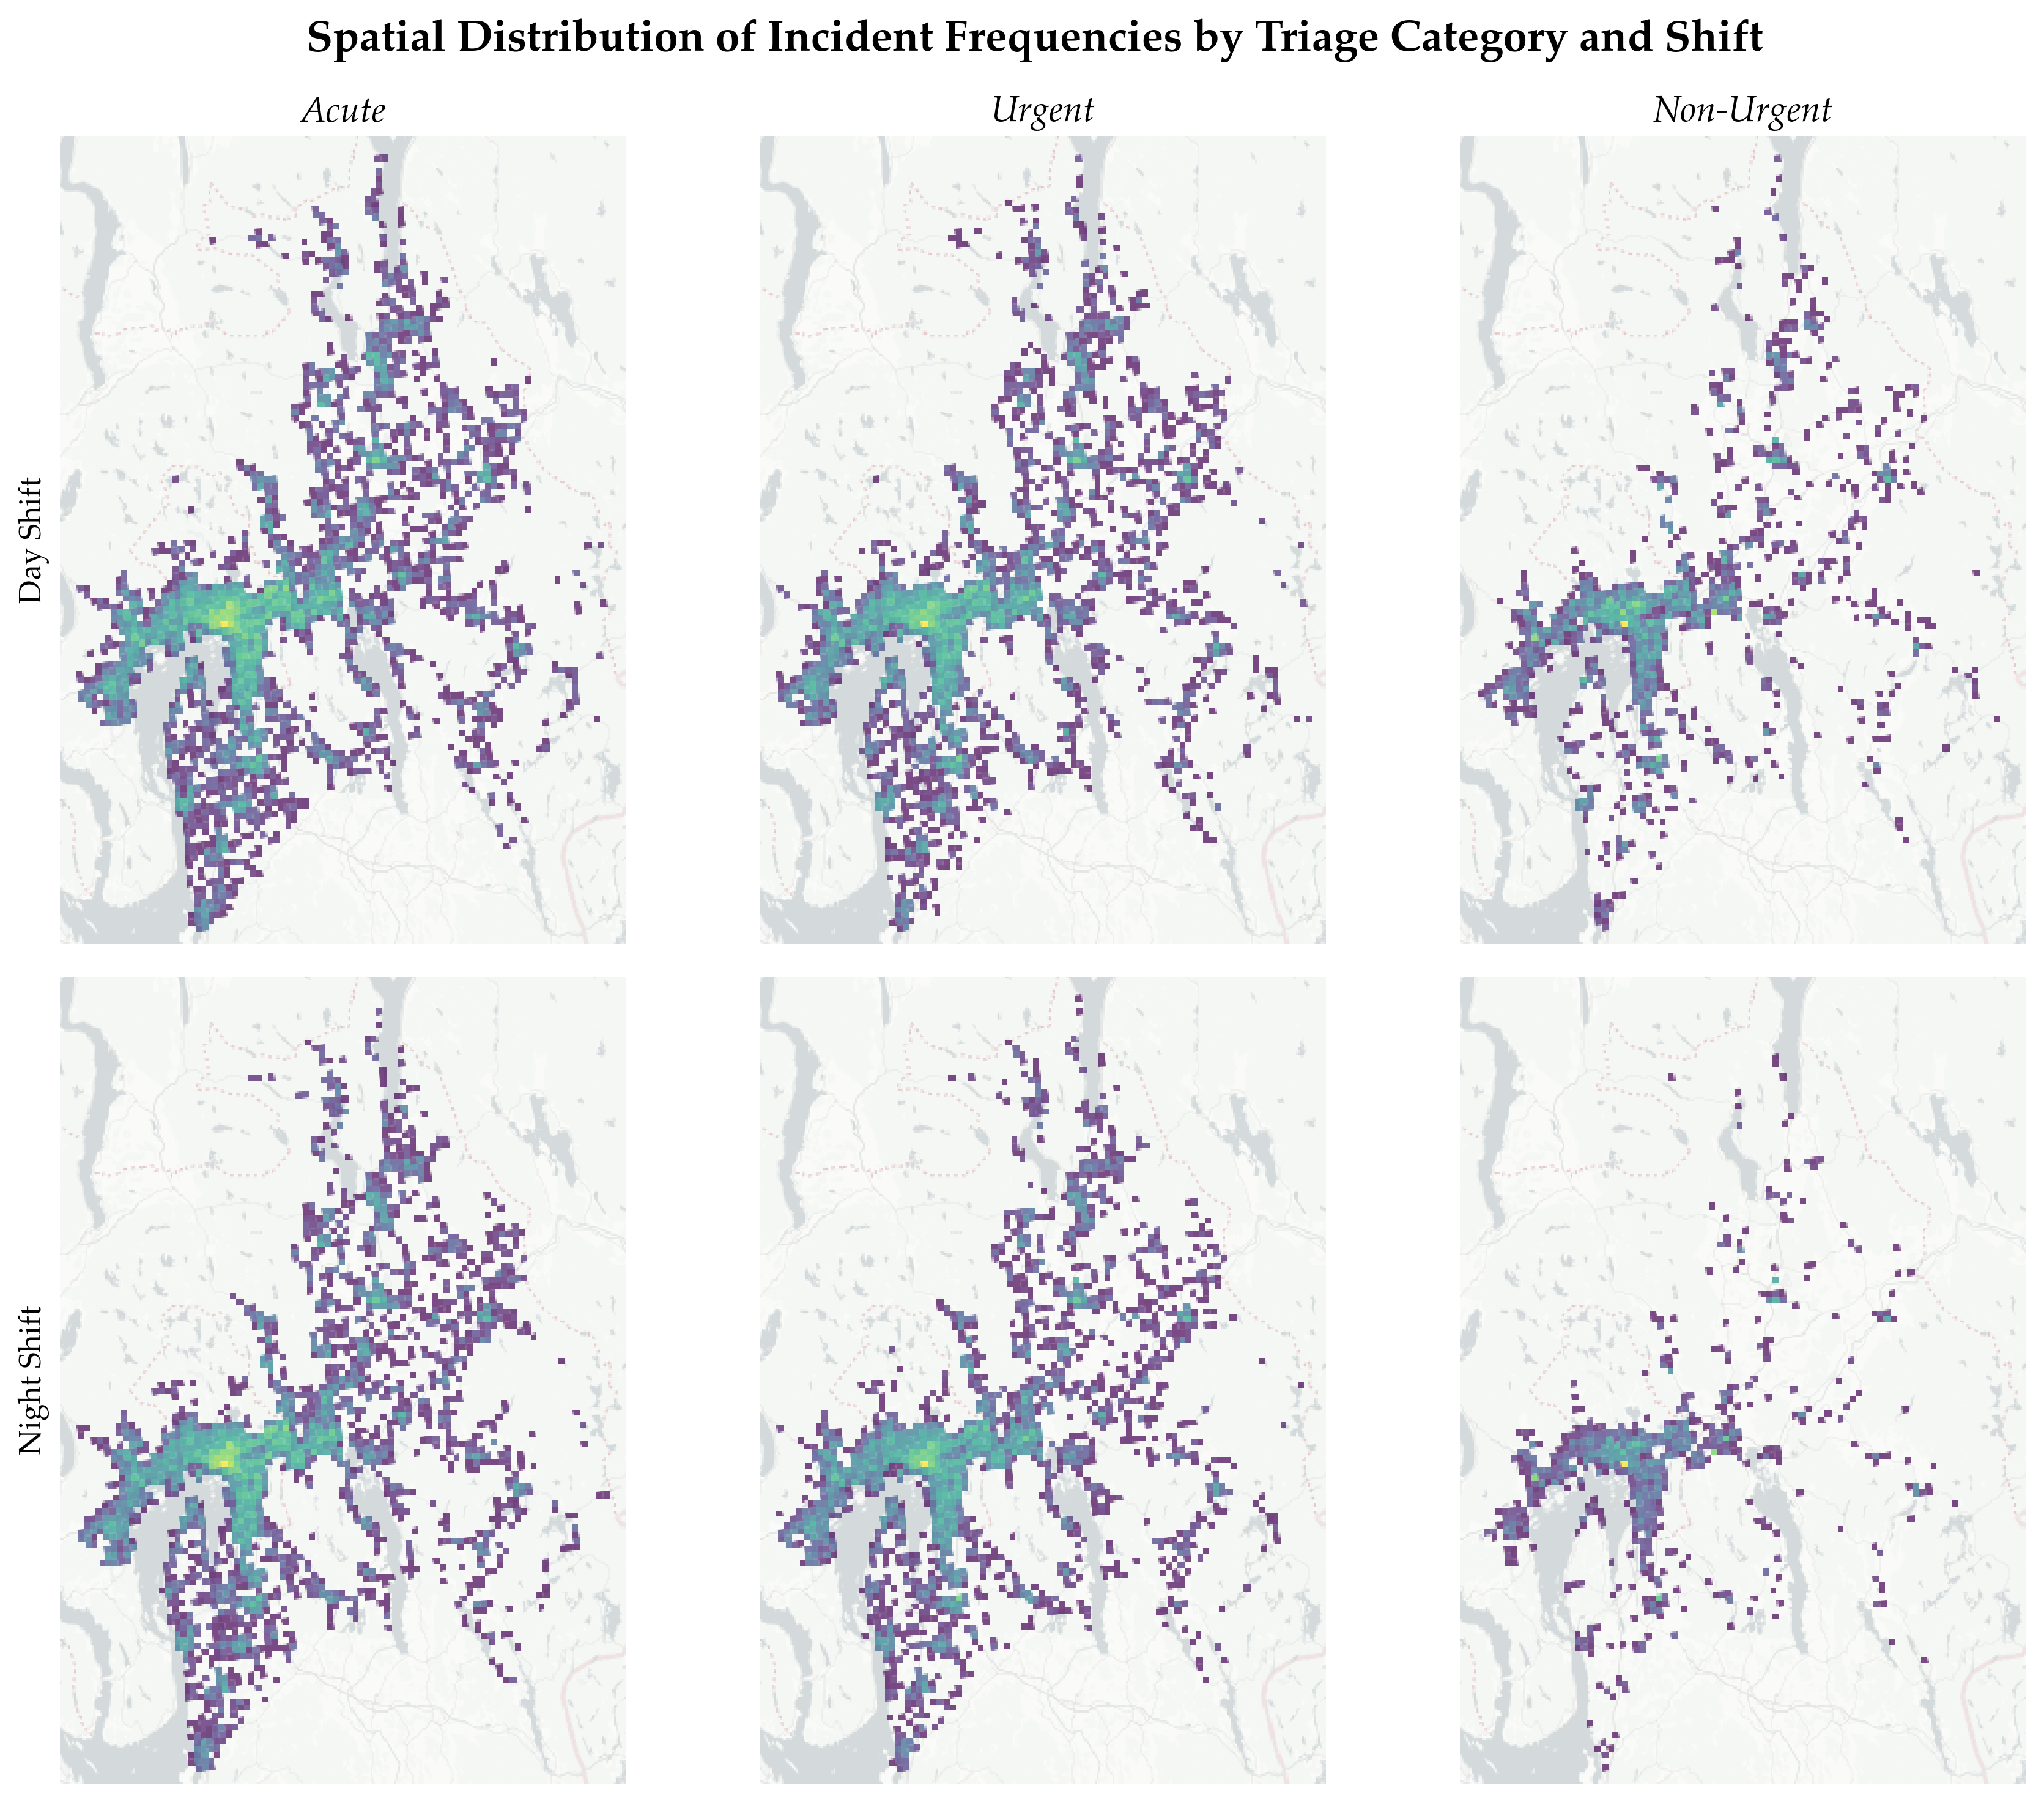 Spatial Distribution of Incident Frequencies by Triage Category and Shift
Acute
Urgent
Non-Urgent
Day Shift
Night Shift